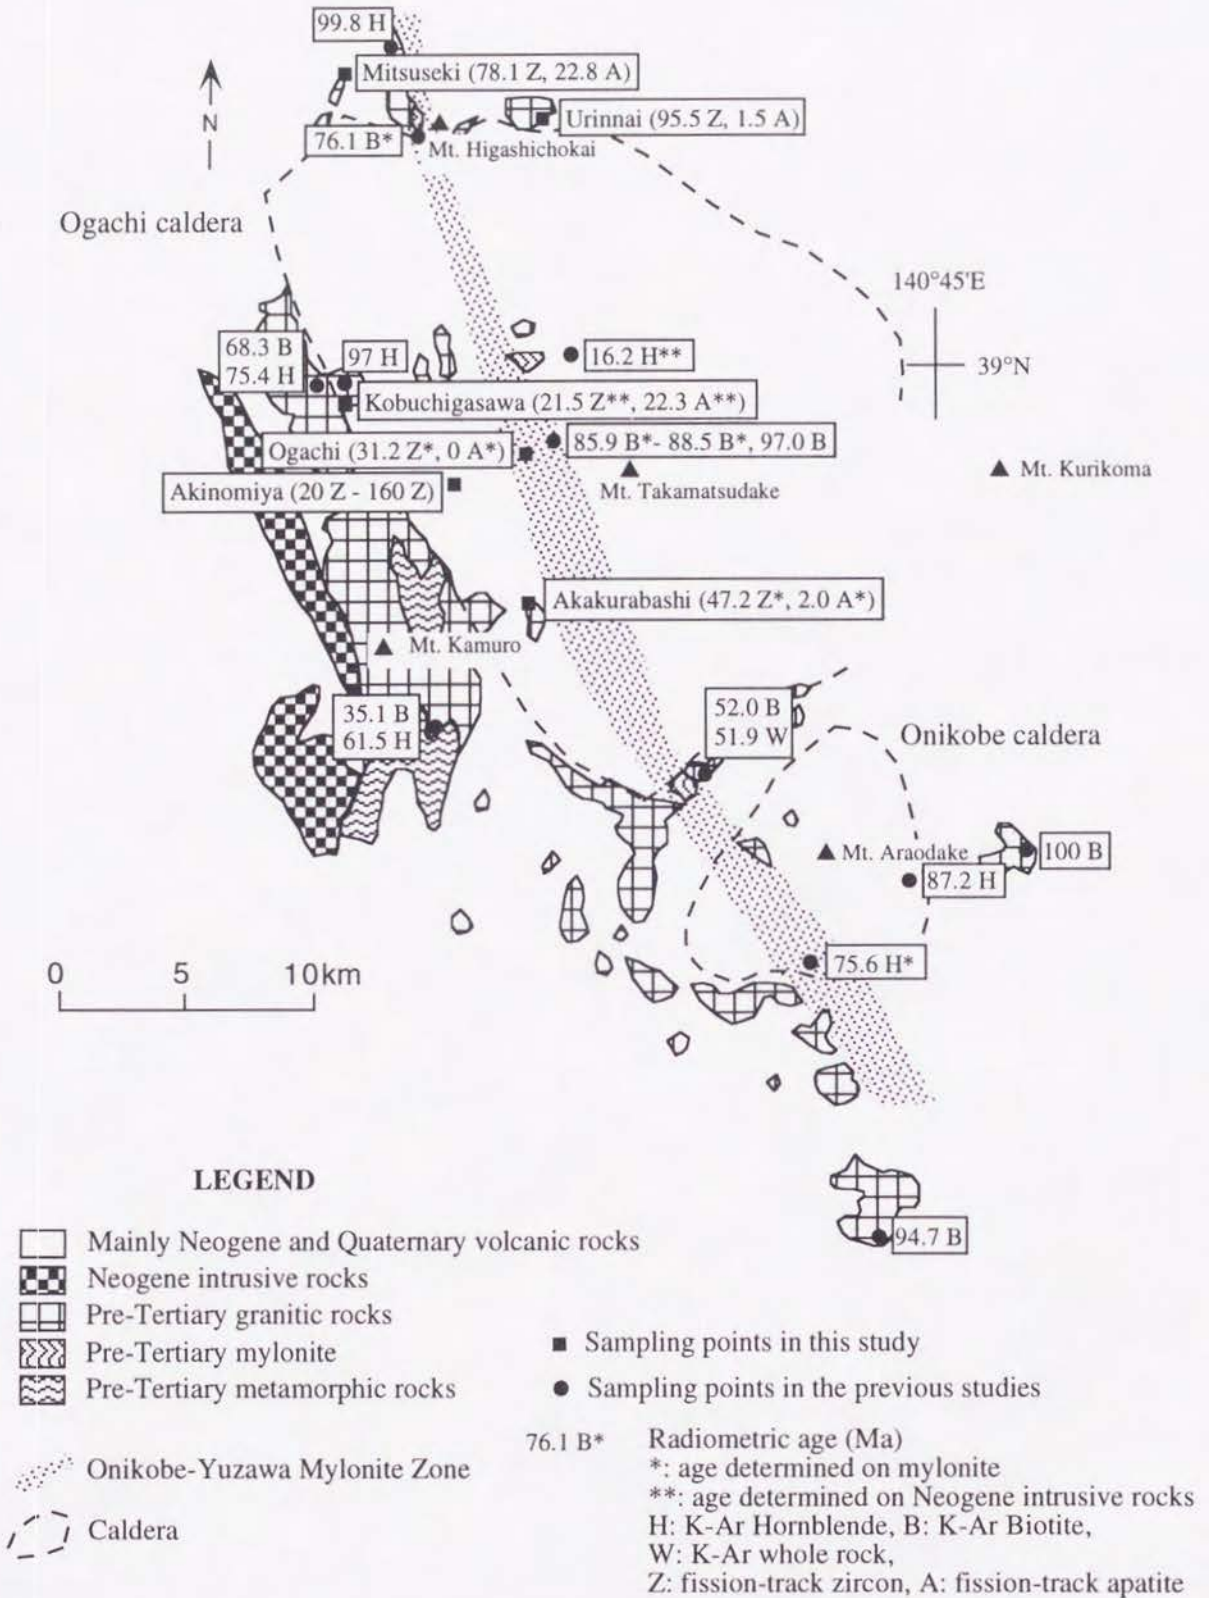 99.8 H
Mitsuseki (78.1 Z, 22.8 A)
N
Urinnai (95.5 Z, 1.5 A)
76.1 B*
Mt. Higashichokai
Ogachi caldera
140°45'E
39°N
68.3 B
75.4 H
97 H
16.2 H**
Kobuchigasawa (21.5 Z**, 22.3 A**)
Ogachi (31.2 Z*, 0 A*)
85.9 B*- 88.5 B*, 97.0 B
Mt. Kurikoma
Akinomiya (20 Z - 160 Z)
Mt. Takamatsudake
Akakurabashi (47.2 Z*, 2.0 A*)
Mt. Kamuro
35.1 B
61.5 H
52.0 B
51.9 W
Onikobe caldera
Mt. Araodake
100 B
87.2 H
75.6 H*
0 5 10km
94.7 B
LEGEND
Mainly Neogene and Quaternary volcanic rocks
Neogene intrusive rocks
Pre-Tertiary granitic rocks
Pre-Tertiary mylonite
Pre-Tertiary metamorphic rocks
Onikobe-Yuzawa Mylonite Zone
Caldera
Sampling points in this study
Sampling points in the previous studies
76.1 B* Radiometric age (Ma)
*: age determined on mylonite
**: age determined on Neogene intrusive rocks
H: K-Ar Hornblende, B: K-Ar Biotite,
W: K-Ar whole rock,
Z: fission-track zircon, A: fission-track apatite